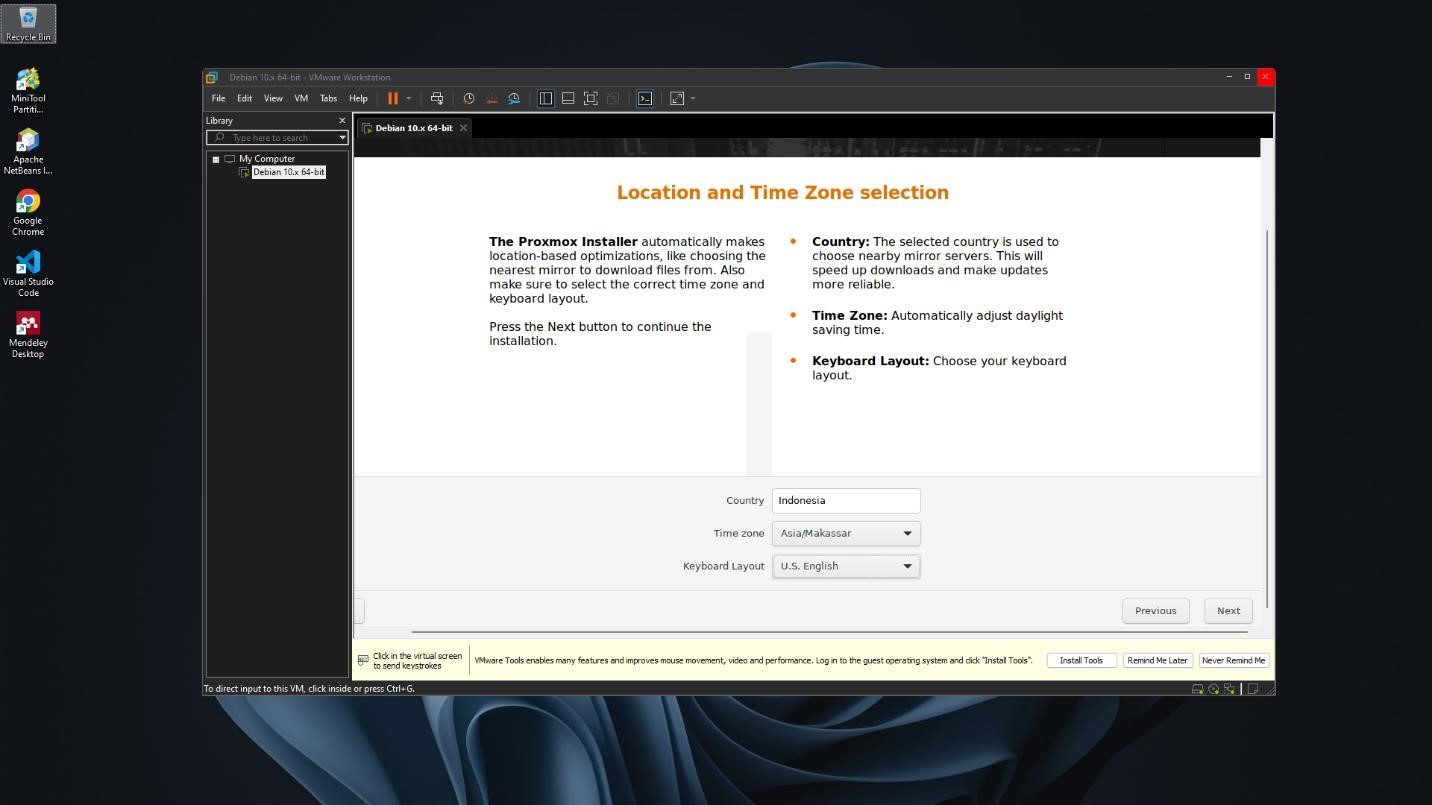 Recycle Bin
MiniTool
Partiti...
Apache
NetBeans I...
Google
Chrome
Visual Studio
Code
Mendeley
Desktop
Debian 10.x 64-bit - VMware Workstation
File Edit View VM Tabs Help
Library
Type here to search
My Computer
Debian 10.x 64-bit
Debian 10.x 64-bit
Location and Time Zone selection
The Proxmox Installer automatically makes
location-based optimizations, like choosing the
nearest mirror to download files from. Also
make sure to select the correct time zone and
keyboard layout.
Press the Next button to continue the
installation.
Country: The selected country is used to
choose nearby mirror servers. This will
speed up downloads and make updates
more reliable.
Time Zone: Automatically adjust daylight
saving time.
Keyboard Layout: Choose your keyboard
layout.
Country Indonesia
Time zone Asia/Makassar
Keyboard Layout U.S. English
Previous Next
Click in the virtual screen
to send keystrokes
VMware Tools enables many features and improves mouse movement, video and performance. Log in to the guest operating system and click "Install Tools".
Install Tools Remind Me Later Never Remind Me
To direct input to this VM, click inside or press Ctrl+G.